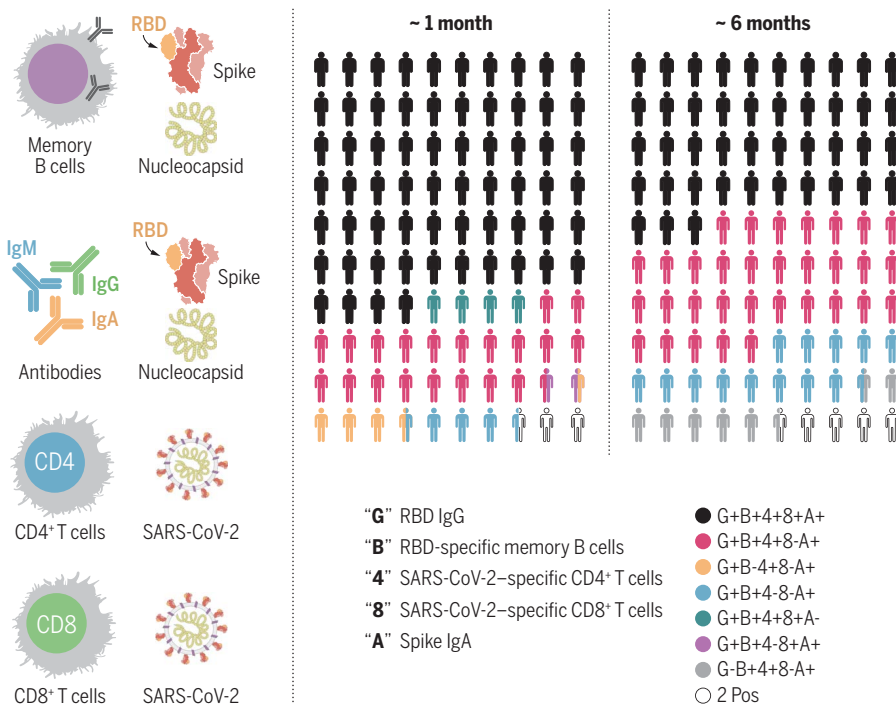 RBD
Spike
Memory
B cells
Nucleocapsid
IgM
IgG
IgA
RBD
Spike
Antibodies
Nucleocapsid
CD4
CD4⁺ T cells
SARS-CoV-2
CD8
CD8⁺ T cells
SARS-CoV-2
~ 1 month
~ 6 months
“G” RBD IgG
“B” RBD-specific memory B cells
“4” SARS-CoV-2–specific CD4⁺ T cells
“8” SARS-CoV-2–specific CD8⁺ T cells
“A” Spike IgA
G+B+4+8+A+
G+B+4+8-A+
G+B-4+8-A+
G+B+4-8-A+
G+B+4+8+A-
G+B+4-8+A+
G-B+4+8-A+
2 Pos